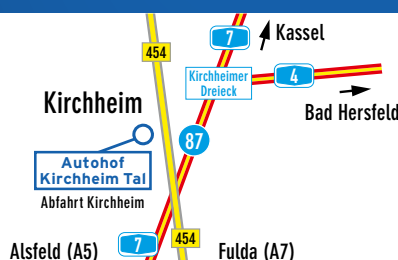 7
Kassel
454
Kirchheimer
Dreieck
4
Kirchheim
Bad Hersfeld
87
Autohof
Kirchheim Tal
Abfahrt Kirchheim
Alsfeld (A5)
7
454
Fulda (A7)